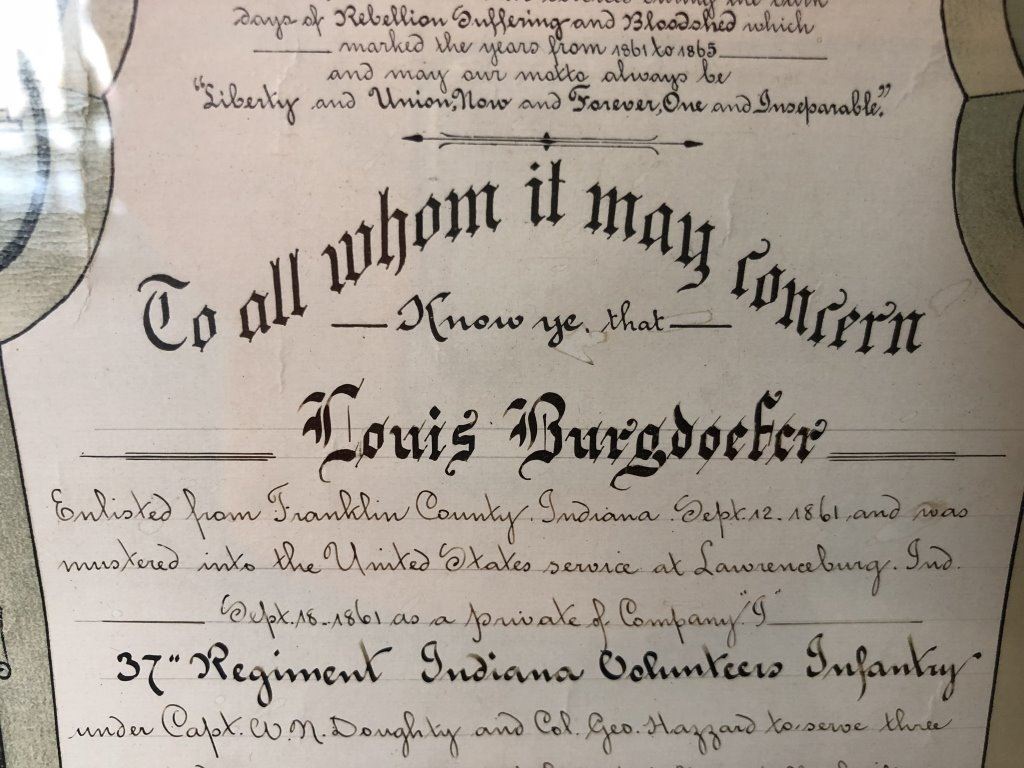 days of Rebellion Suffering and Bloodshed which
marked the years from 1861 to 1865
and may our motto always be
"Liberty and Union, Now and Forever, One and Inseparable."
To all whom it may concern
Know ye, that
Louis Burgdoefer
Enlisted from Franklin County. Indiana. Sept. 12. 1861 and was
mustered into the United States service at Lawrenceburg. Ind.
Sept. 18. 1861 as a private of Company "I"
37" Regiment Indiana Volunteers Infantry
under Capt. W. N. Doughty and Col. Geo. Hazzard to serve three